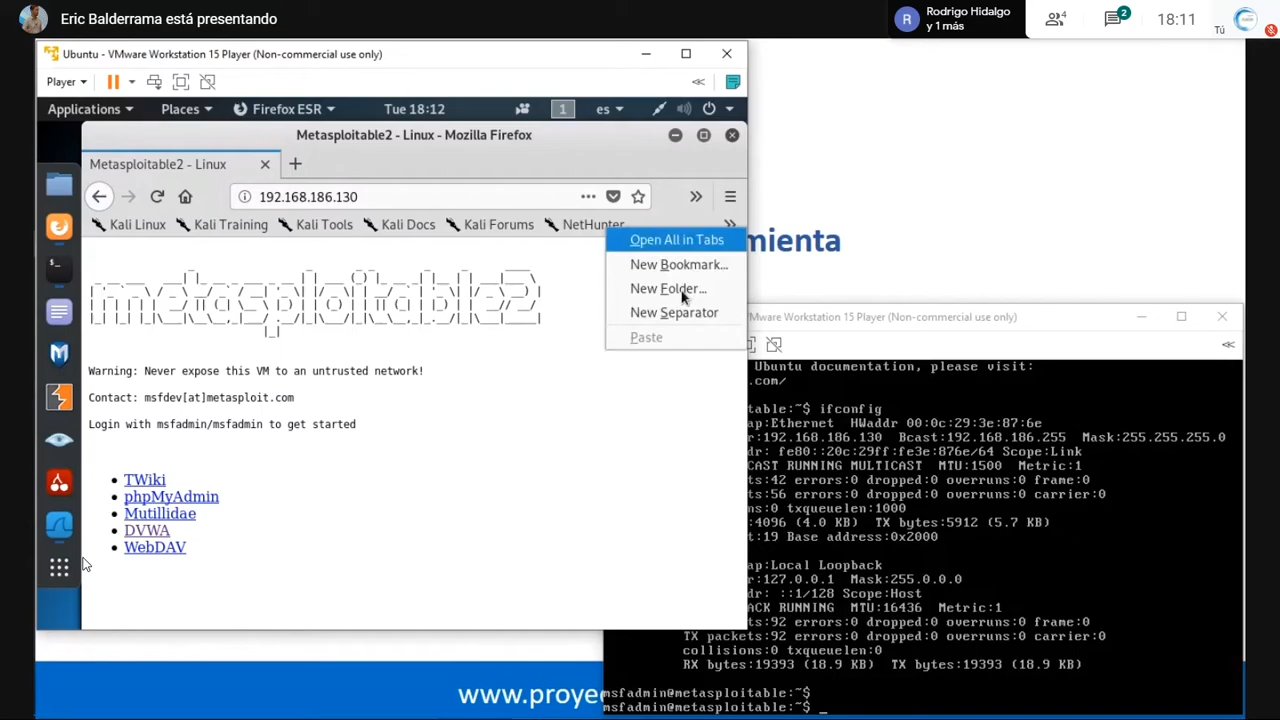 Eric Balderrama está presentando
Rodrigo Hidalgo
y 1 más
R
4
2
18:11
Tú
Ubuntu - VMware Workstation 15 Player (Non-commercial use only)
Player
Applications Places Firefox ESR Tue 18:12 1 es
Metasploitable2 - Linux - Mozilla Firefox
Metasploitable2 - Linux
192.168.186.130
Kali Linux Kali Training Kali Tools Kali Docs Kali Forums NetHunter
Open All in Tabs
New Bookmark...
New Folder...
New Separator
Paste
metasploitable2
Warning: Never expose this VM to an untrusted network!
Contact: msfdev[at]metasploit.com
Login with msfadmin/msfadmin to get started
TWiki
phpMyAdmin
Mutillidae
DVWA
WebDAV
mienta
VMware Workstation 15 Player (Non-commercial use only)
Ubuntu documentation, please visit:
.com/
table:~$ ifconfig
ap:Ethernet HWaddr 00:0c:29:3e:87:6e
r:192.168.186.130 Bcast:192.168.186.255 Mask:255.255.255.0
dr: fe80::20c:29ff:fe3e:876e/64 Scope:Link
CAST RUNNING MULTICAST MTU:1500 Metric:1
ts:42 errors:0 dropped:0 overruns:0 frame:0
ts:56 errors:0 dropped:0 overruns:0 carrier:0
ns:0 txqueuelen:1000
:4096 (4.0 KB) TX bytes:5912 (5.7 KB)
t:19 Base address:0x2000
ap:Local Loopback
r:127.0.0.1 Mask:255.0.0.0
dr: ::1/128 Scope:Host
ACK RUNNING MTU:16436 Metric:1
ts:92 errors:0 dropped:0 overruns:0 frame:0
TX packets:92 errors:0 dropped:0 overruns:0 carrier:0
collisions:0 txqueuelen:0
RX bytes:19393 (18.9 KB) TX bytes:19393 (18.9 KB)
msfadmin@metasploitable:~$
msfadmin@metasploitable:~$ _
www.proyec